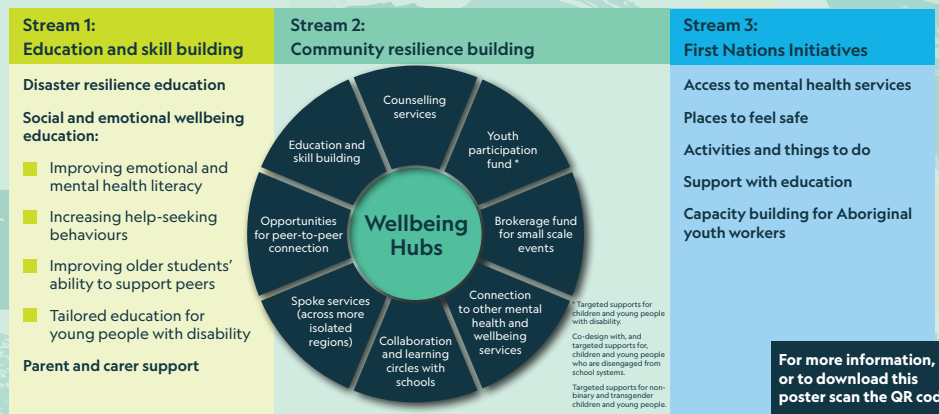 Stream 1:
Education and skill building
Disaster resilience education
Social and emotional wellbeing
education:
Improving emotional and
mental health literacy
Increasing help-seeking
behaviours
Improving older students'
ability to support peers
Tailored education for
young people with disability
Parent and carer support
Stream 2:
Community resilience building
Wellbeing
Hubs
Counselling
services
Youth
participation
fund *
Brokerage fund
for small scale
events
Connection
to other mental
health and
wellbeing
services
Collaboration
and learning
circles with
schools
Spoke services
(across more
isolated
regions)
Opportunities
for peer-to-peer
connection
Education and
skill building
* Targeted supports for
children and young people
with disability.
Co-design with, and
targeted supports for,
children and young people
who are disengaged from
school systems.
Targeted supports for non-
binary and transgender
children and young people.
Stream 3:
First Nations Initiatives
Access to mental health services
Places to feel safe
Activities and things to do
Support with education
Capacity building for Aboriginal
youth workers
For more information,
or to download this
poster scan the QR cod